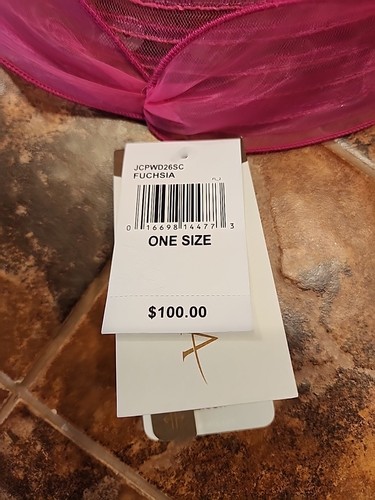 JCPWD26SC
FUCHSIA
0 16698 14477 3
ONE SIZE
$100.00